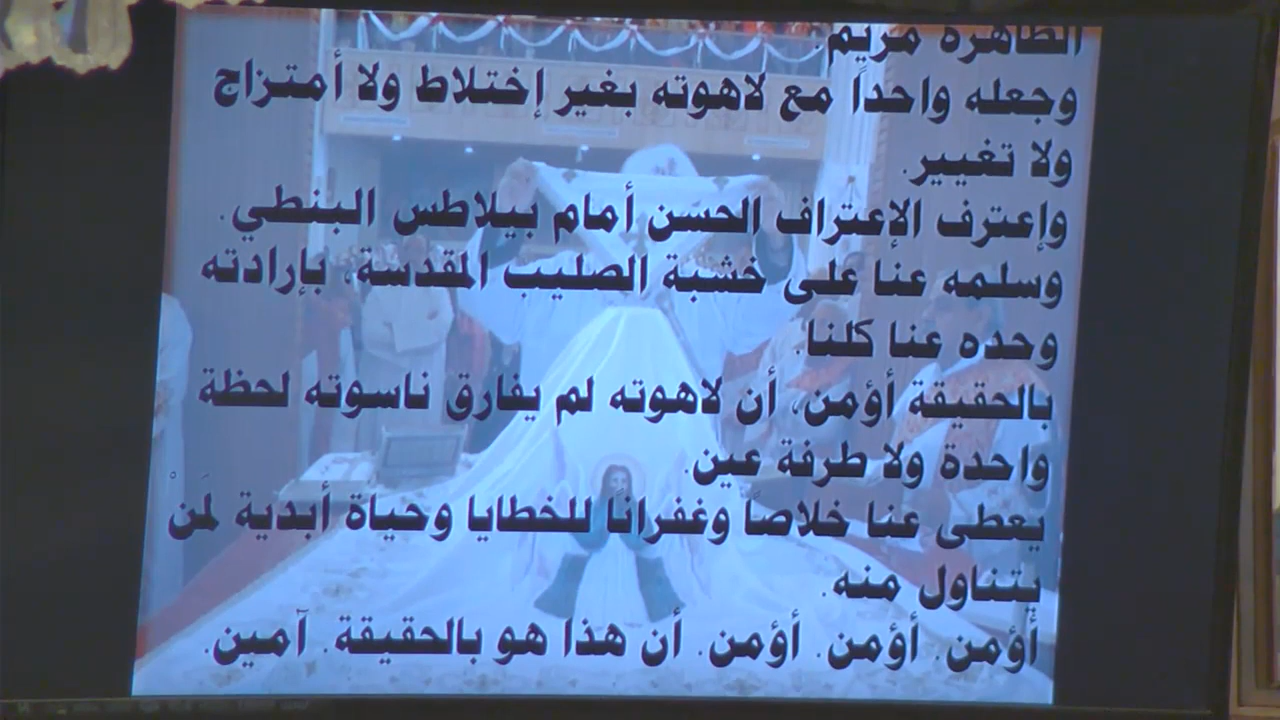 الطاهرة مريم.
وجعله واحداً مع لاهوته بغير إختلاط ولا أمتزاج
ولا تغيير.
وإعترف الإعتراف الحسن أمام بيلاطس البنطي.
وسلمه عنا على خشبة الصليب المقدسة، بإرادته
وحده عنا كلنا.
بالحقيقة أؤمن، أن لاهوته لم يفارق ناسوته لحظة
واحدة ولا طرفة عين.
يعطى عنا خلاصاً وغفراناً للخطايا وحياة أبدية لمَنْ
يتناول منه.
أؤمن. أؤمن. أؤمن. أن هذا هو بالحقيقة. آمين.